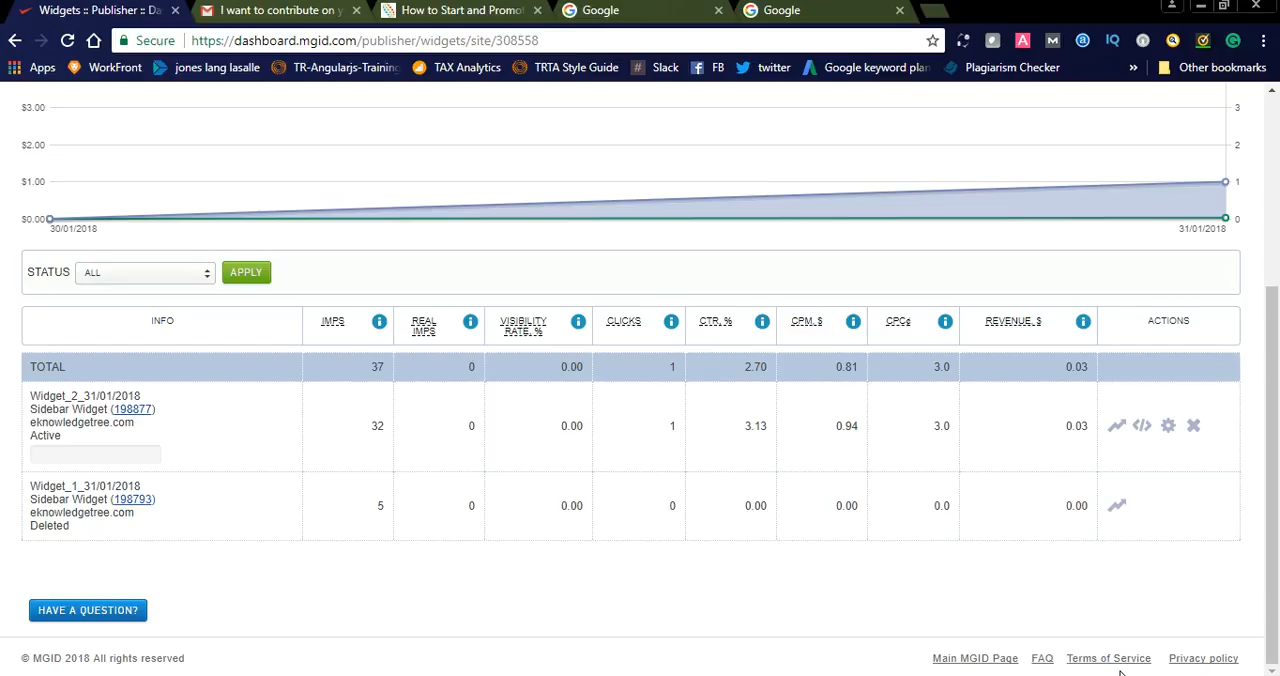 Widgets :: Publisher :: Da
I want to contribute on y
How to Start and Promot
Google
Google
Secure
https://dashboard.mgid.com/publisher/widgets/site/308558
Apps
WorkFront
jones lang lasalle
TR-Angularjs-Training
TAX Analytics
TRTA Style Guide
Slack
FB
twitter
Google keyword plan
Plagiarism Checker
»
Other bookmarks
$3.00 3
$2.00 2
$1.00 1
$0.00 0
30/01/2018 31/01/2018
STATUS ALL APPLY
INFO IMPS REAL IMPS VISIBILITY RATE, % CLICKS CTR, % CPM, $ CPC¢ REVENUE, $ ACTIONS
TOTAL 37 0 0.00 1 2.70 0.81 3.0 0.03
Widget_2_31/01/2018
Sidebar Widget (198877)
eknowledgetree.com
Active
32 0 0.00 1 3.13 0.94 3.0 0.03
Widget_1_31/01/2018
Sidebar Widget (198793)
eknowledgetree.com
Deleted
5 0 0.00 0 0.00 0.00 0.0 0.00
HAVE A QUESTION?
© MGID 2018 All rights reserved
Main MGID Page FAQ Terms of Service Privacy policy